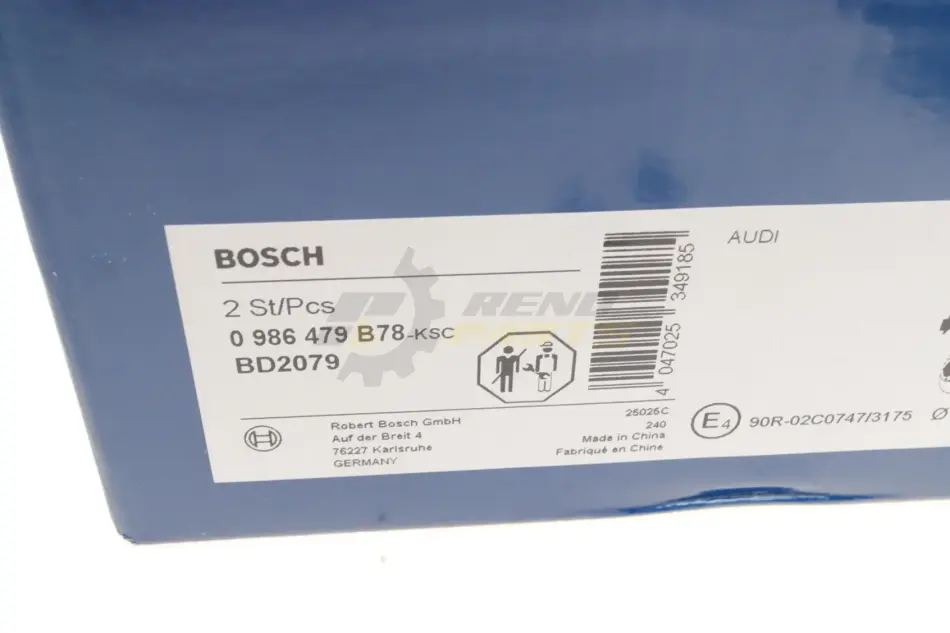 BOSCH
2 St/Pcs
0 986 479 B78-KSC
BD2079
Robert Bosch GmbH
Auf der Breit 4
76227 Karlsruhe
GERMANY
25025C
240
Made in China
Fabriqué en Chine
4 047025 349185
AUDI
E4 90R-02C0747/3175 Ø
PARTS